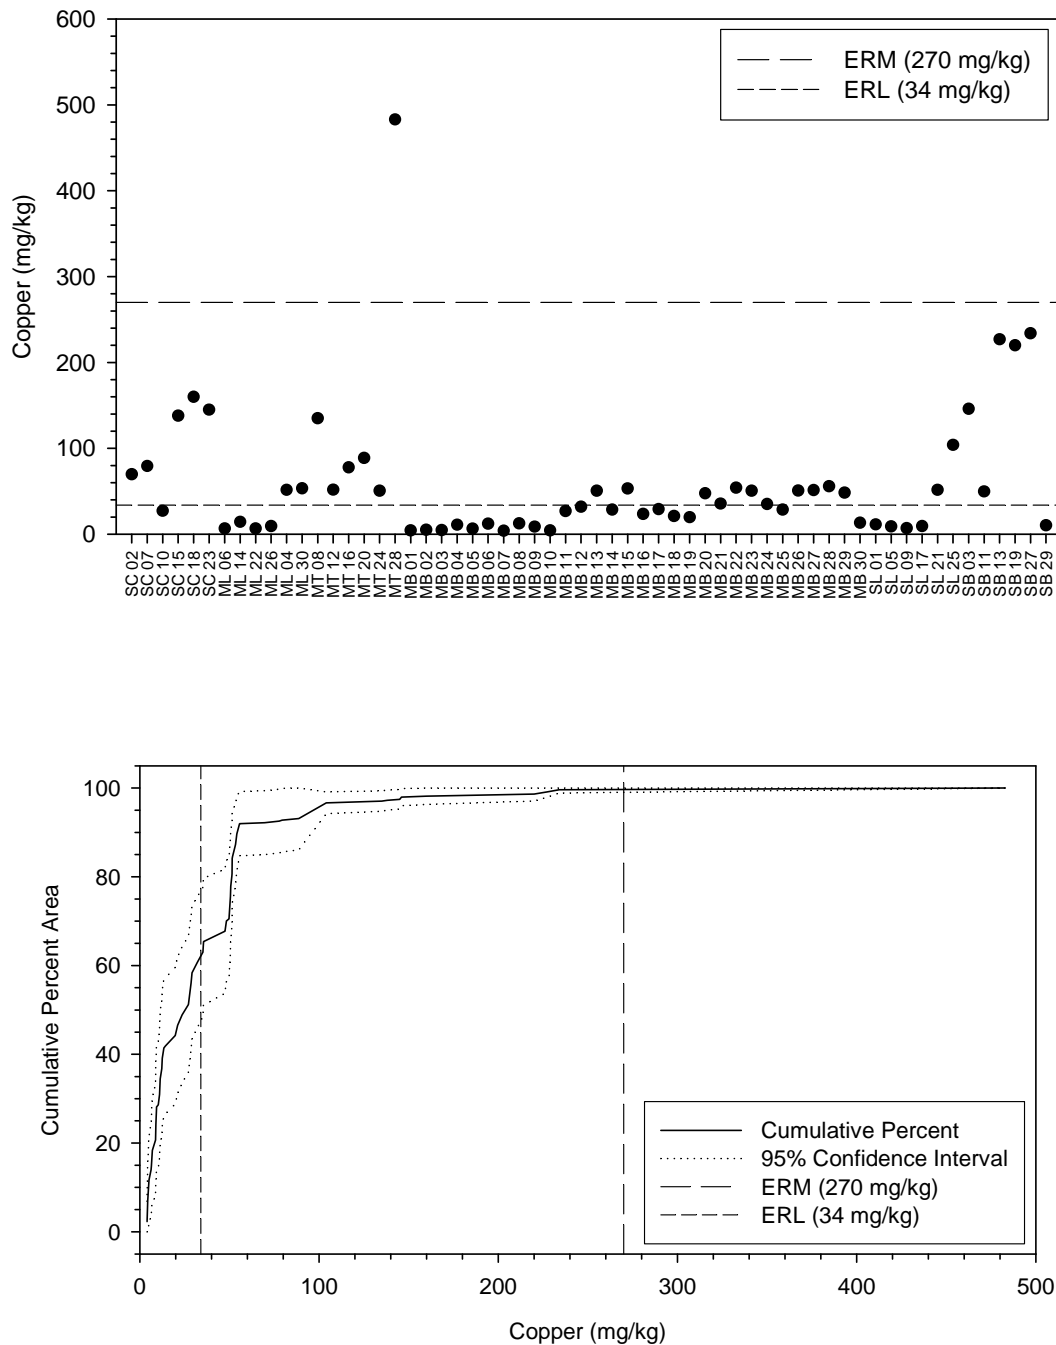 600
500
400
300
200
100
0
Copper (mg/kg)
ERM (270 mg/kg)
ERL (34 mg/kg)
SC 02
SC 07
SC 10
SC 15
SC 18
SC 23
ML 06
ML 14
ML 22
ML 26
ML 04
ML 30
MT 08
MT 12
MT 16
MT 20
MT 24
MT 28
MB 01
MB 02
MB 03
MB 04
MB 05
MB 06
MB 07
MB 08
MB 09
MB 10
MB 11
MB 12
MB 13
MB 14
MB 15
MB 16
MB 17
MB 18
MB 19
MB 20
MB 21
MB 22
MB 23
MB 24
MB 25
MB 26
MB 27
MB 28
MB 29
MB 30
SL 01
SL 05
SL 09
SL 17
SL 21
SL 25
SB 03
SB 11
SB 13
SB 19
SB 27
SB 29
100
80
60
40
20
0
Cumulative Percent Area
Cumulative Percent
95% Confidence Interval
ERM (270 mg/kg)
ERL (34 mg/kg)
0 100 200 300 400 500
Copper (mg/kg)